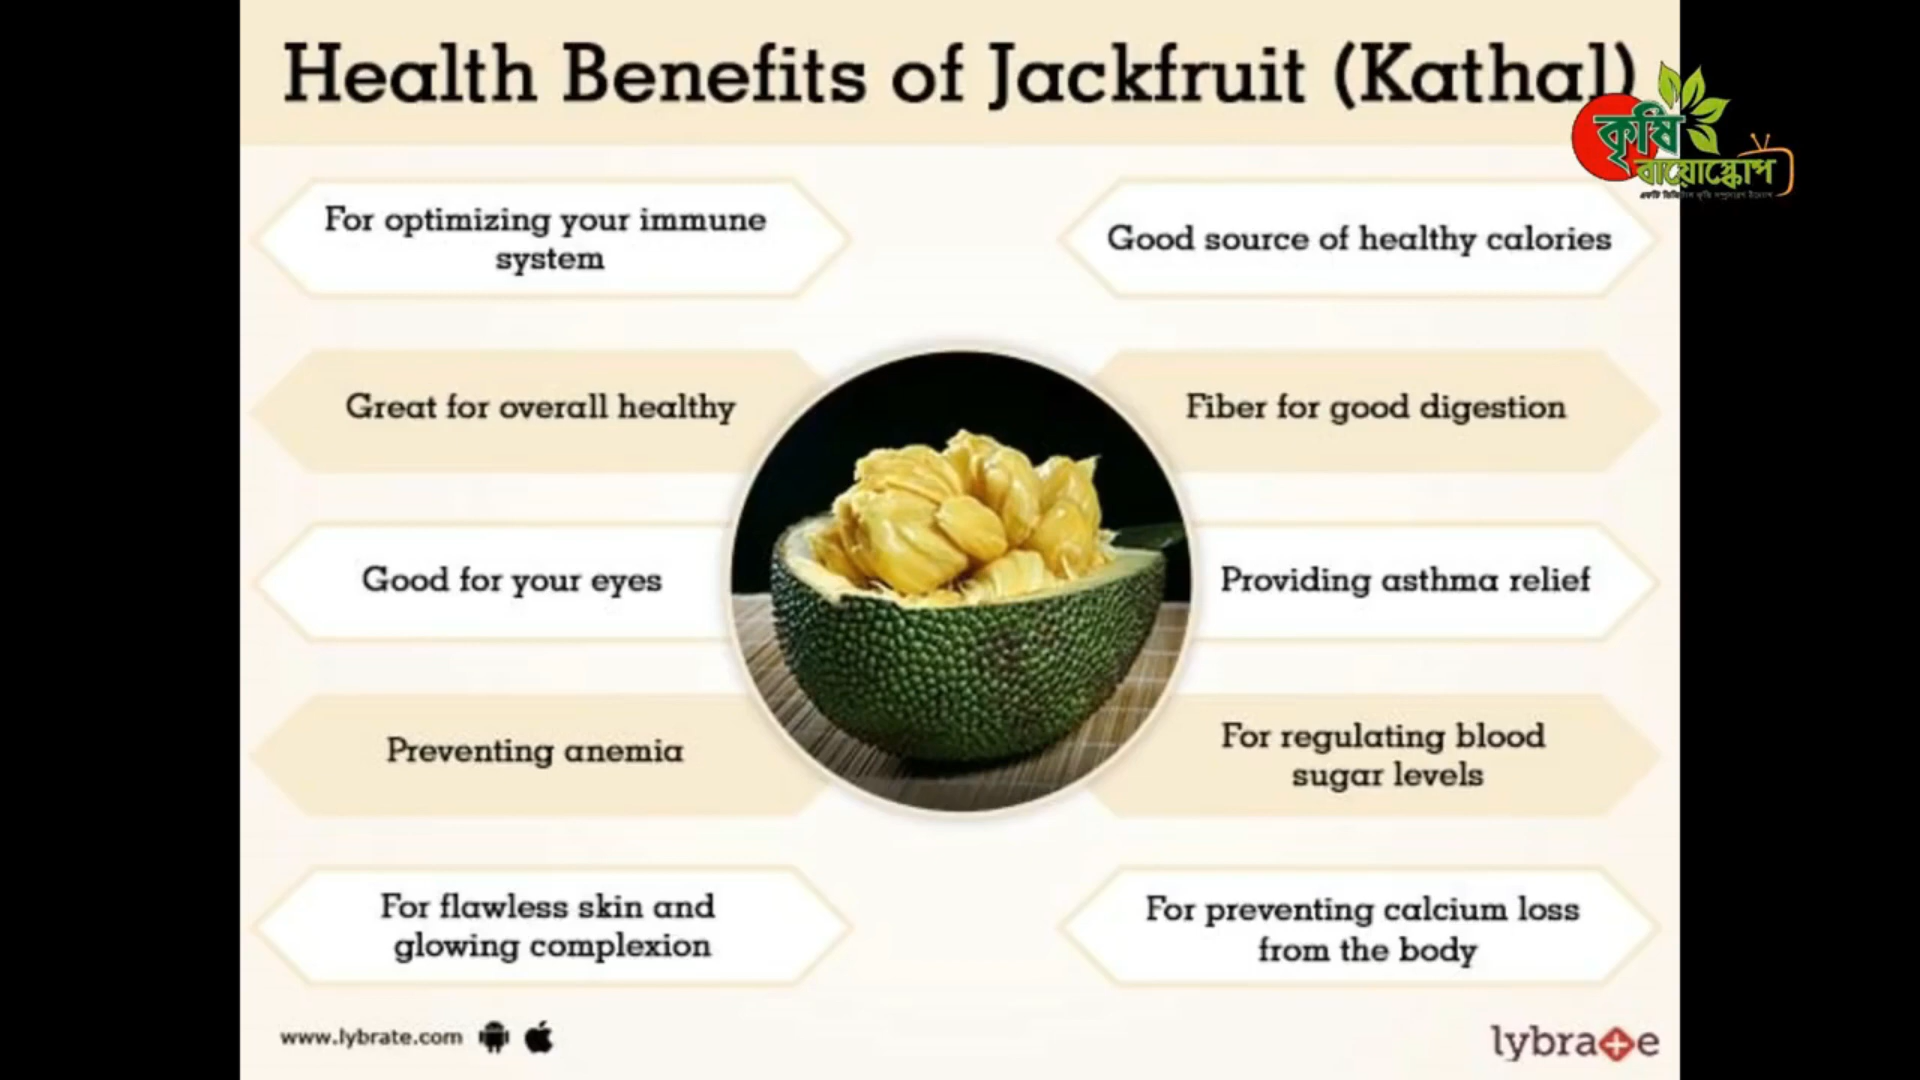 Health Benefits of Jackfruit (Kathal)
কৃষি
বায়োস্কোপ
For optimizing your immune
system
Good source of healthy calories
Great for overall healthy
Fiber for good digestion
Good for your eyes
Providing asthma relief
Preventing anemia
For regulating blood
sugar levels
For flawless skin and
glowing complexion
For preventing calcium loss
from the body
www.lybrate.com
lybrate